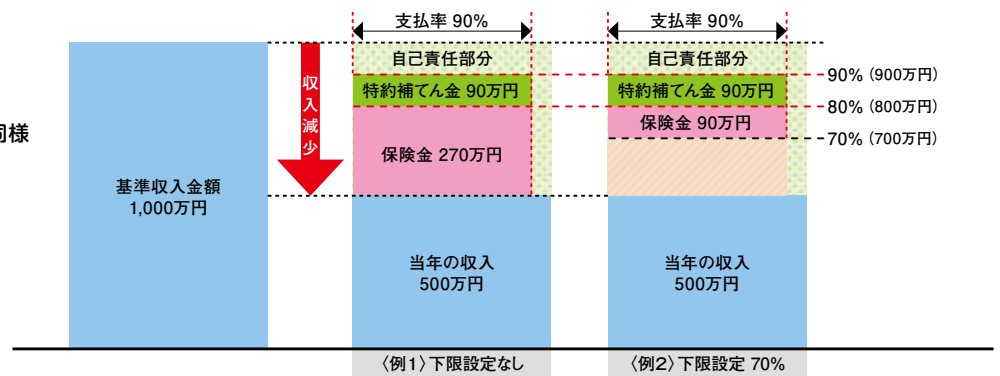 支払率 90%
支払率 90%
自己責任部分
自己責任部分
90% (900万円)
特約補てん金 90万円
特約補てん金 90万円
80% (800万円)
保険金 90万円
70% (700万円)
収入減少
同様
保険金 270万円
基準収入金額
1,000万円
当年の収入
500万円
当年の収入
500万円
〈例1〉下限設定なし
〈例2〉下限設定 70%